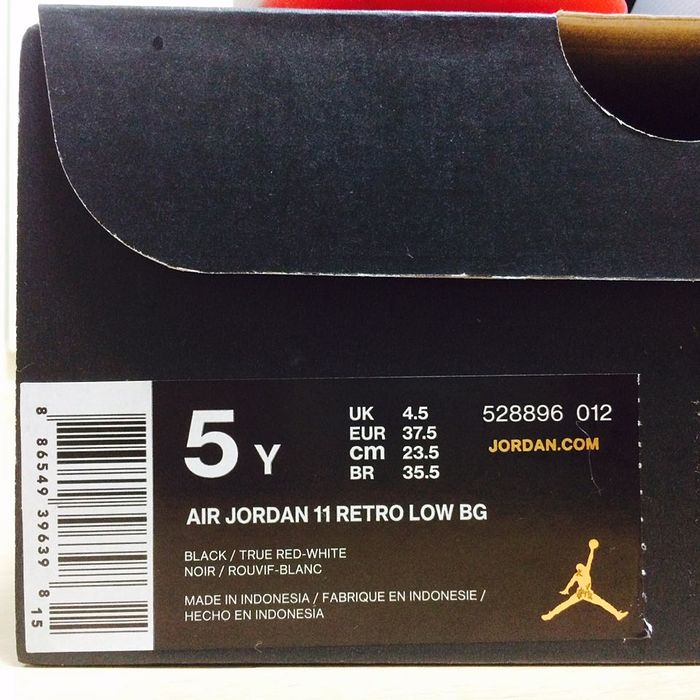 5 Y
UK 4.5
EUR 37.5
cm 23.5
BR 35.5
528896 012
JORDAN.COM
AIR JORDAN 11 RETRO LOW BG
BLACK / TRUE RED-WHITE
NOIR / ROUVIF-BLANC
MADE IN INDONESIA / FABRIQUE EN INDONESIE /
HECHO EN INDONESIA
8 86549 39639 8 15